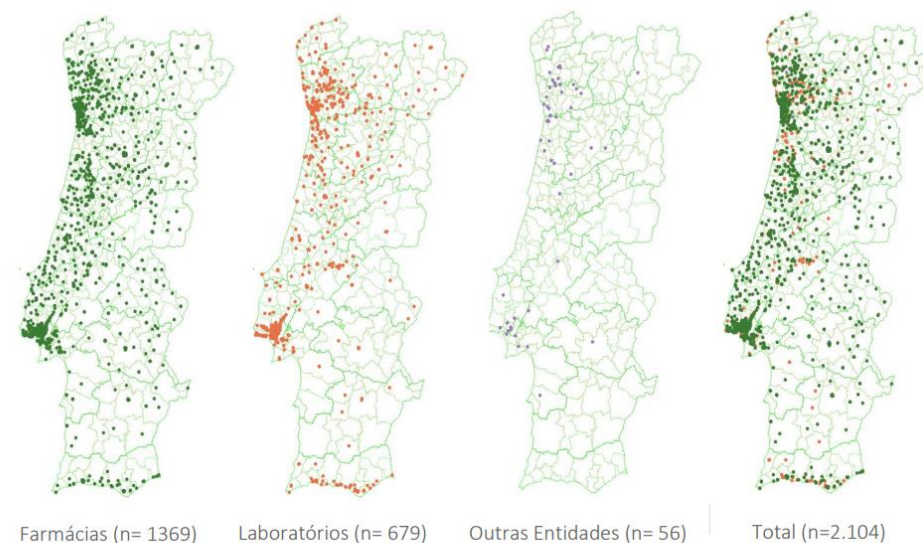 Farmácias (n= 1369) Laboratórios (n= 679) Outras Entidades (n= 56) Total (n=2.104)